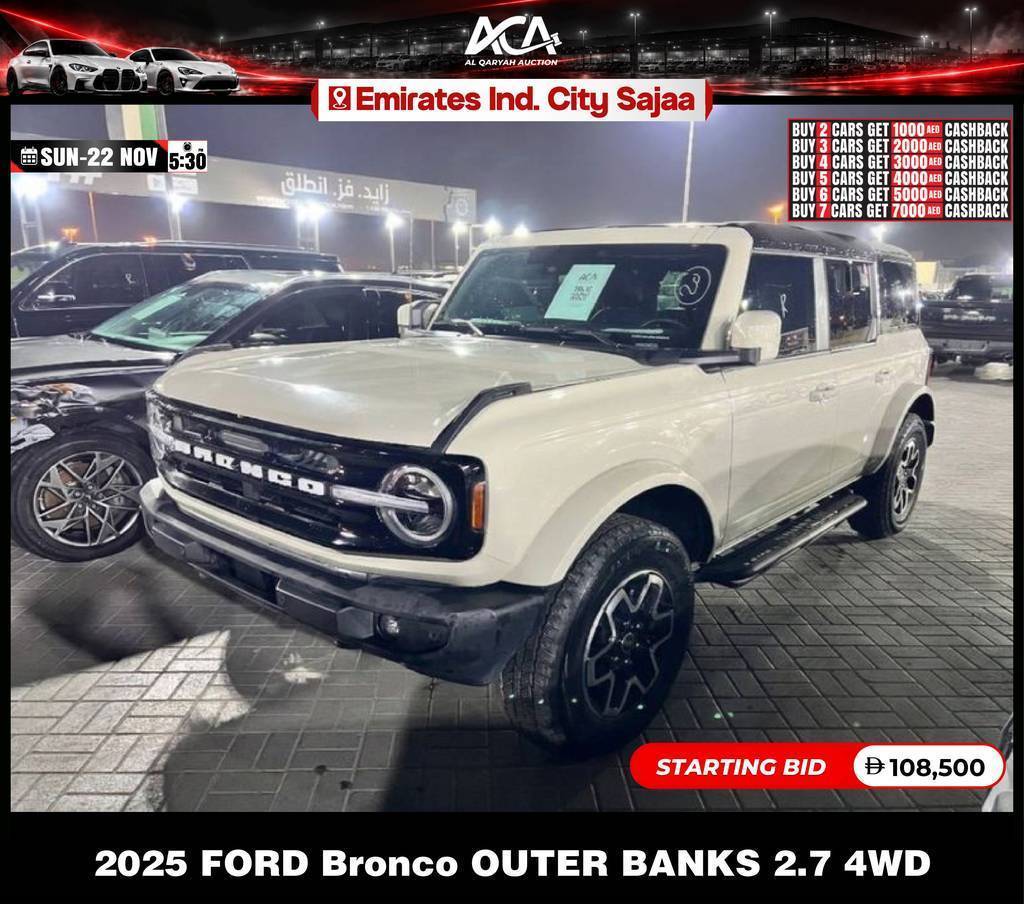 ACA
AL QARYAH AUCTION
Emirates Ind. City Sajaa
SUN-22 NOV 5:30
BUY 2 CARS GET 1000 AED CASHBACK
BUY 3 CARS GET 2000 AED CASHBACK
BUY 4 CARS GET 3000 AED CASHBACK
BUY 5 CARS GET 4000 AED CASHBACK
BUY 6 CARS GET 5000 AED CASHBACK
BUY 7 CARS GET 7000 AED CASHBACK
زايد. فز. انطلق
ACA
R
BRONCO
STARTING BID 108,500
2025 FORD Bronco OUTER BANKS 2.7 4WD